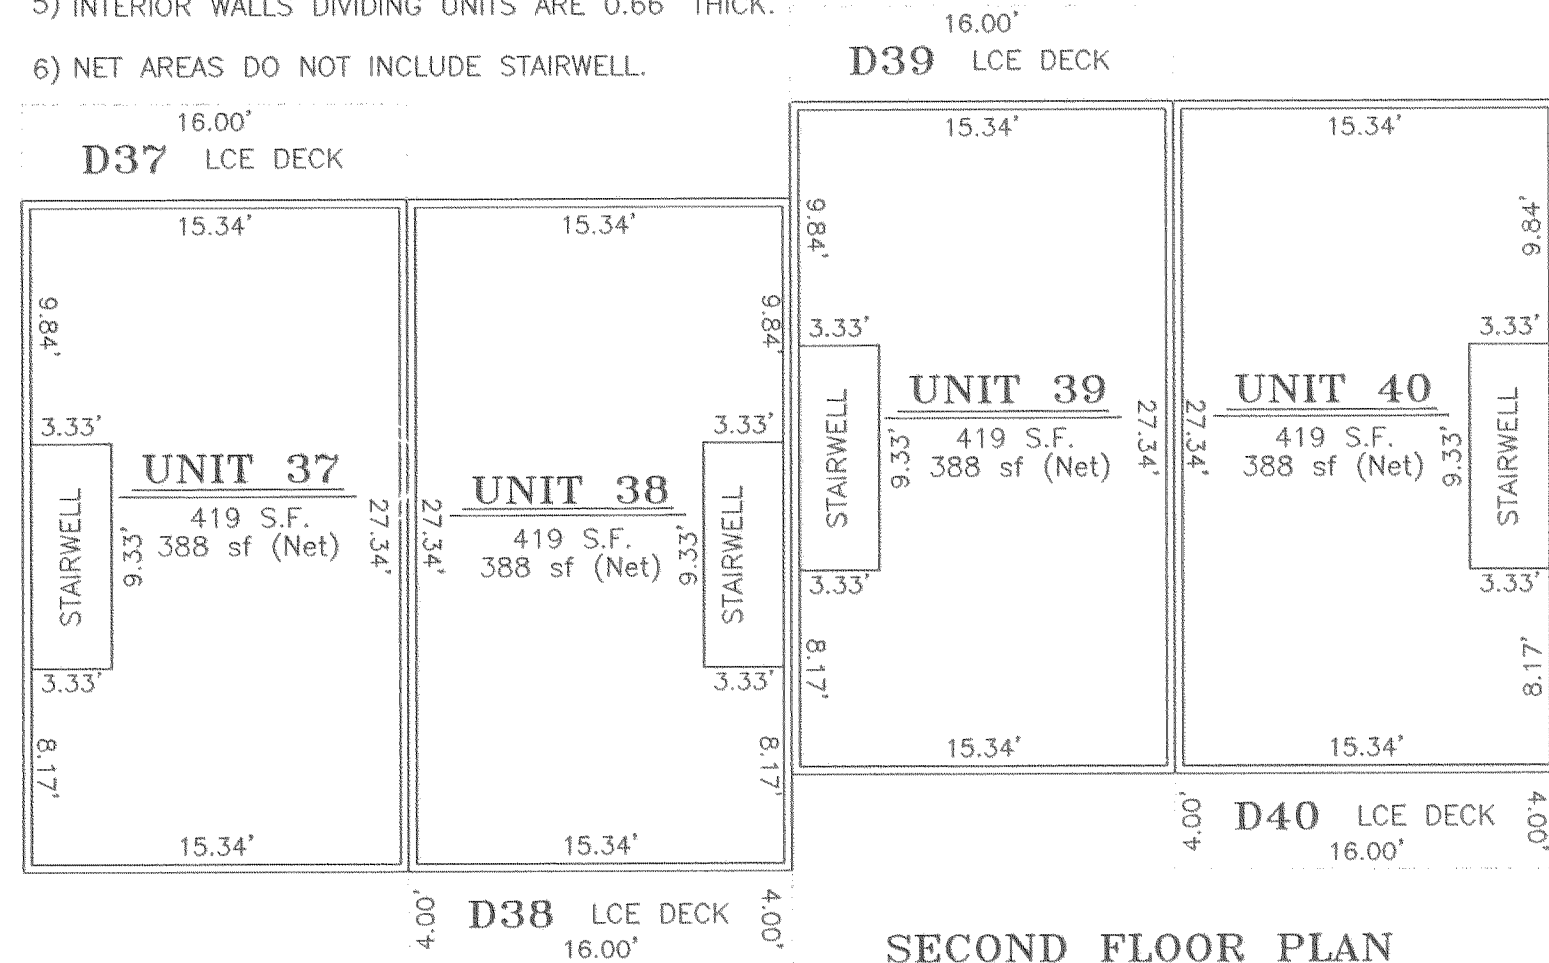 5) INTERIOR WALLS DIVIDING UNITS ARE 0.66' THICK.
6) NET AREAS DO NOT INCLUDE STAIRWELL.
16.00'
D39 LCE DECK
16.00'
D37 LCE DECK
15.34'
9.84'
3.33'
STAIRWELL
9.33'
3.33'
8.17'
UNIT 37
419 S.F.
388 sf (Net)
27.34'
15.34'
15.34'
9.84'
3.33'
27.34'
UNIT 38
419 S.F.
388 sf (Net)
9.33'
STAIRWELL
3.33'
8.17'
15.34'
4.00'
D38 LCE DECK
4.00'
16.00'
15.34'
9.84'
3.33'
STAIRWELL
9.33'
UNIT 39
419 S.F.
388 sf (Net)
27.34'
3.33'
8.17'
15.34'
15.34'
9.84'
3.33'
27.34'
UNIT 40
419 S.F.
388 sf (Net)
9.33'
STAIRWELL
3.33'
8.17'
15.34'
4.00'
D40 LCE DECK
4.00'
16.00'
SECOND FLOOR PLAN